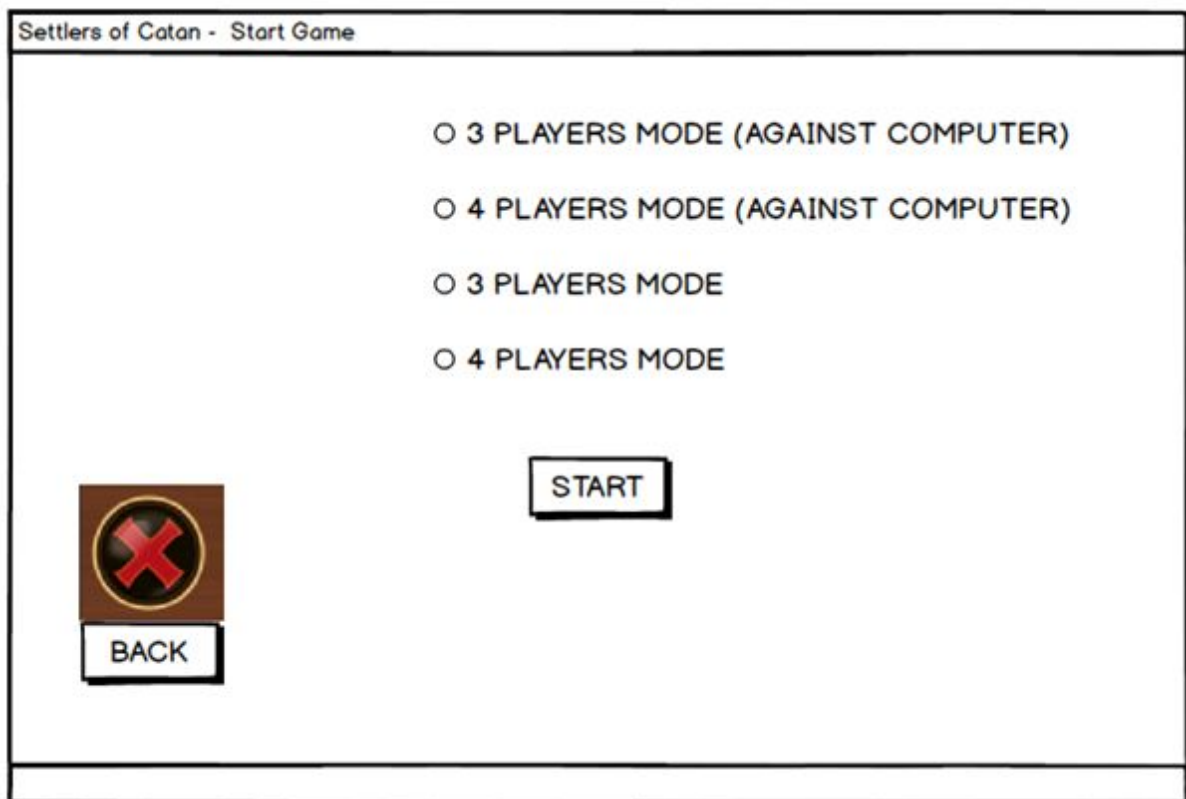 Settlers of Catan - Start Game
3 PLAYERS MODE (AGAINST COMPUTER)
4 PLAYERS MODE (AGAINST COMPUTER)
3 PLAYERS MODE
4 PLAYERS MODE
START
BACK